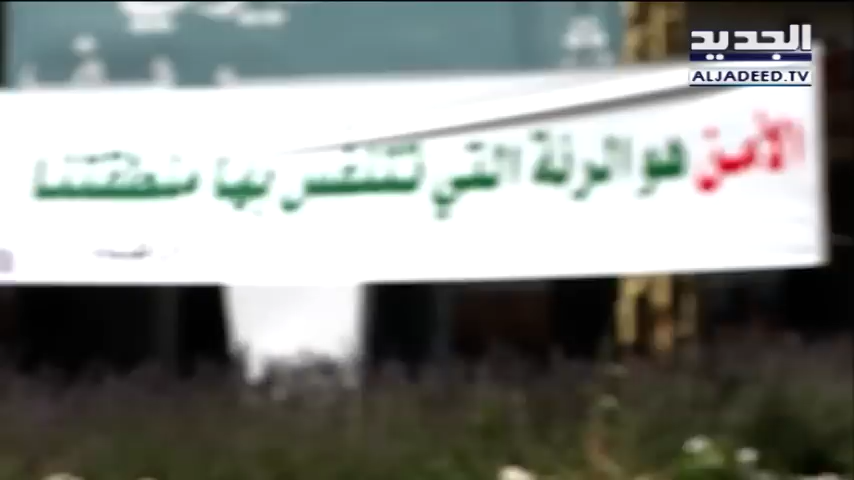 الجديد
ALJADEED.TV
الأمن هو الرئة التي تتنفس بها منطقتنا